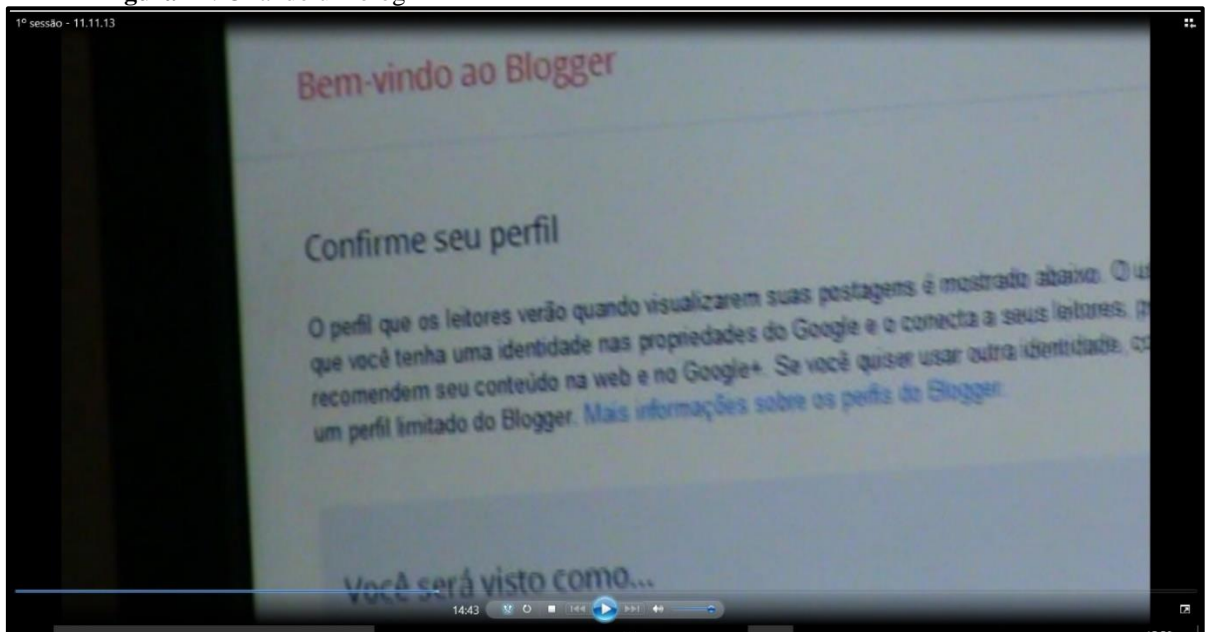 1º sessão - 11.11.13
Bem-vindo ao Blogger
Confirme seu perfil
O perfil que os leitores verão quando visualizarem suas postagens é mostrado abaixo. O
que você tenha uma identidade nas propriedades do Google e o conecta a seus leitores,
recomendem seu conteúdo na web e no Google+. Se você quiser usar outra identidade,
um perfil limitado do Blogger. Mais informações sobre os perfis do Blogger.
Você será visto como...
14:43